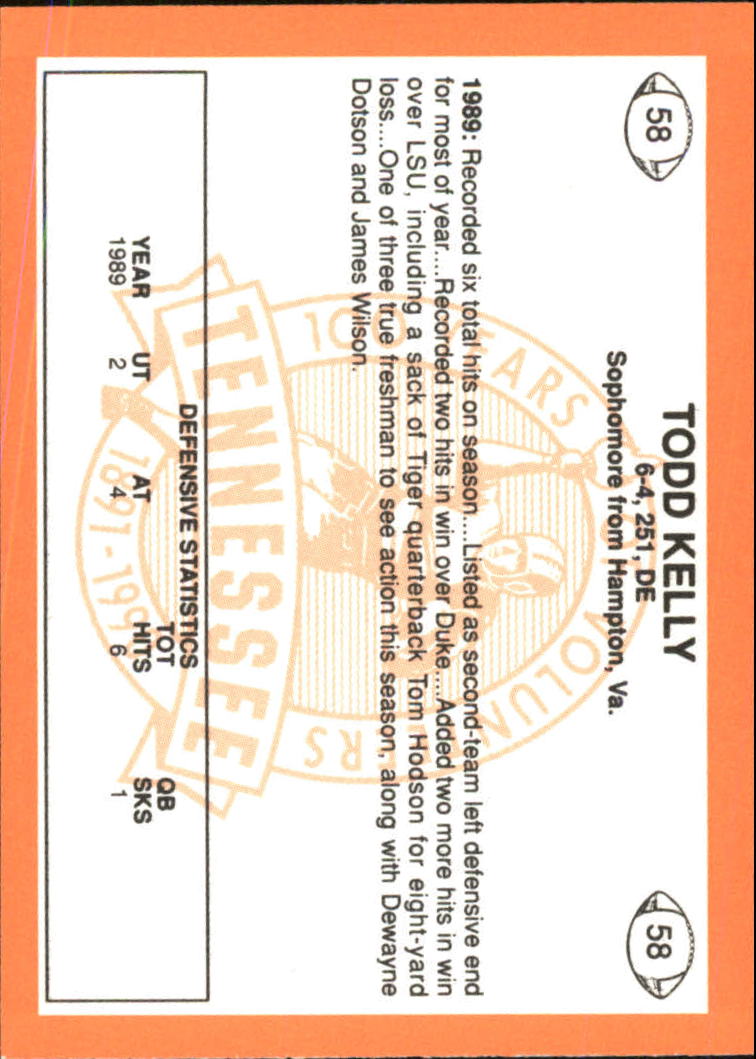 58
58
TODD KELLY
6-4, 251, DE
Sophomore from Hampton, Va.
1989: Recorded six total hits on season....Listed as second-team left defensive end
for most of year....Recorded two hits in win over Duke....Added two more hits in win
over LSU, including a sack of Tiger quarterback Tom Hodson for eight-yard
loss....One of three true freshman to see action this season, along with Dewayne
Dotson and James Wilson.
100 YEARS
VOLUNTEERS
TENNESSEE
1891-1990
DEFENSIVE STATISTICS
TOT QB
YEAR UT AT HITS SKS
1989 2 4 6 1